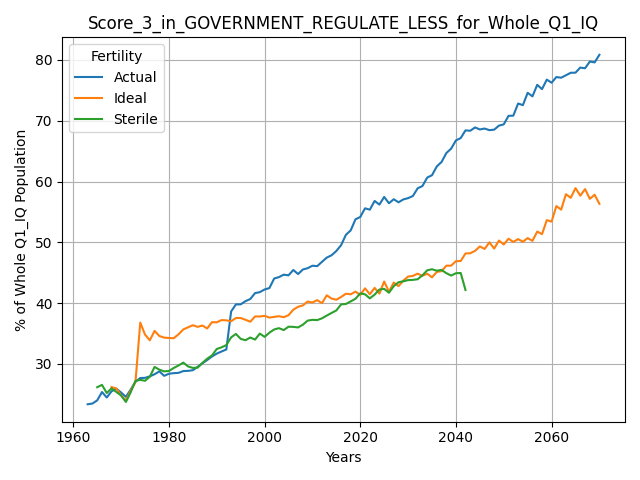 Score_3_in_GOVERNMENT_REGULATE_LESS_for_Whole_Q1_IQ
Fertility
Actual
Ideal
Sterile
% of Whole Q1_IQ Population
80
70
60
50
40
30
1960
1980
2000
2020
2040
2060
Years